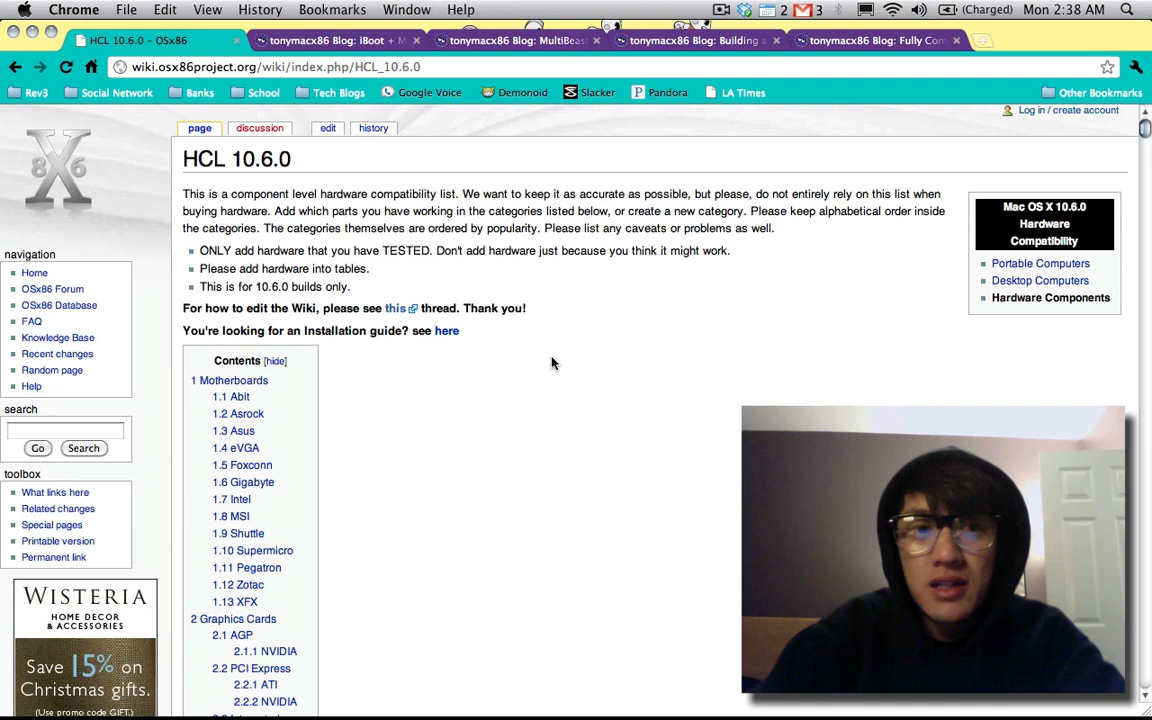 Chrome File Edit View History Bookmarks Window Help 2 3 (Charged) Mon 2:38 AM
HCL 10.6.0 – OSx86 tonymacx86 Blog: iBoot + M tonymacx86 Blog: MultiBeas tonymacx86 Blog: Building a tonymacx86 Blog: Fully Com
wiki.osx86project.org/wiki/index.php/HCL_10.6.0
Rev3 Social Network Banks School Tech Blogs Google Voice Demonoid Slacker Pandora LA Times Other Bookmarks
Log in / create account
page discussion edit history
X
86
HCL 10.6.0
This is a component level hardware compatibility list. We want to keep it as accurate as possible, but please, do not entirely rely on this list when
buying hardware. Add which parts you have working in the categories listed below, or create a new category. Please keep alphabetical order inside
the categories. The categories themselves are ordered by popularity. Please list any caveats or problems as well.
ONLY add hardware that you have TESTED. Don't add hardware just because you think it might work.
Please add hardware into tables.
This is for 10.6.0 builds only.
For how to edit the Wiki, please see this thread. Thank you!
You're looking for an Installation guide? see here
Mac OS X 10.6.0
Hardware
Compatibility
Portable Computers
Desktop Computers
Hardware Components
navigation
Home
OSx86 Forum
OSx86 Database
FAQ
Knowledge Base
Recent changes
Random page
Help
search
Go Search
toolbox
What links here
Related changes
Special pages
Printable version
Permanent link
WISTERIA
HOME DECOR
& ACCESSORIES
Save 15% on
Christmas gifts.
(Use promo code GIFT.)
Contents [hide]
1 Motherboards
1.1 Abit
1.2 Asrock
1.3 Asus
1.4 eVGA
1.5 Foxconn
1.6 Gigabyte
1.7 Intel
1.8 MSI
1.9 Shuttle
1.10 Supermicro
1.11 Pegatron
1.12 Zotac
1.13 XFX
2 Graphics Cards
2.1 AGP
2.1.1 NVIDIA
2.2 PCI Express
2.2.1 ATI
2.2.2 NVIDIA